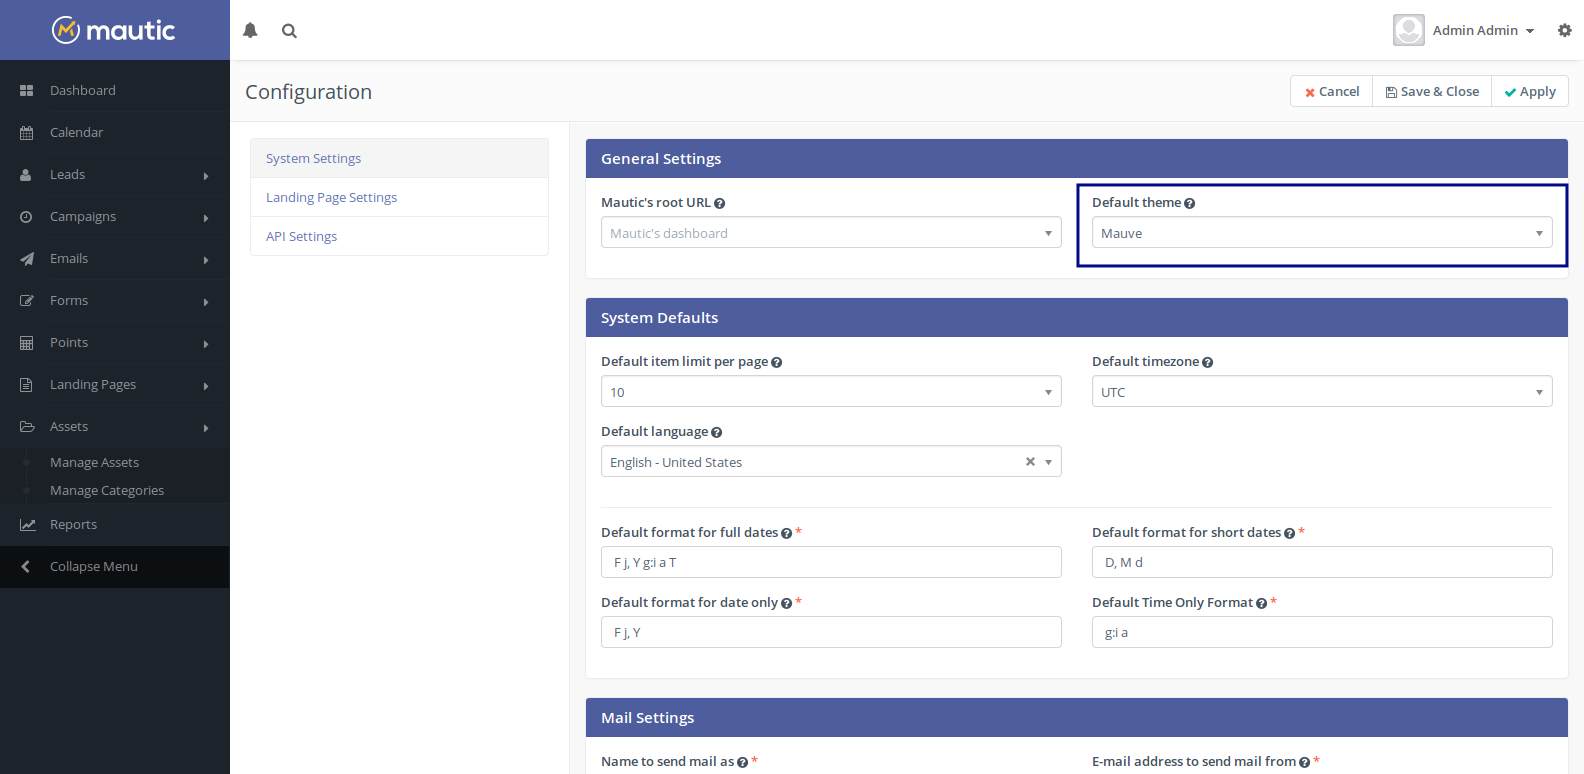 mautic
Admin Admin
Dashboard
Calendar
Leads
Campaigns
Emails
Forms
Points
Landing Pages
Assets
Manage Assets
Manage Categories
Reports
Collapse Menu
Configuration
Cancel
Save & Close
Apply
System Settings
Landing Page Settings
API Settings
General Settings
Mautic's root URL
Default theme
Mautic's dashboard
Mauve
System Defaults
Default item limit per page
Default timezone
10
UTC
Default language
English - United States
Default format for full dates *
Default format for short dates *
F j, Y g:i a T
D, M d
Default format for date only *
Default Time Only Format *
F j, Y
g:i a
Mail Settings
Name to send mail as *
E-mail address to send mail from *